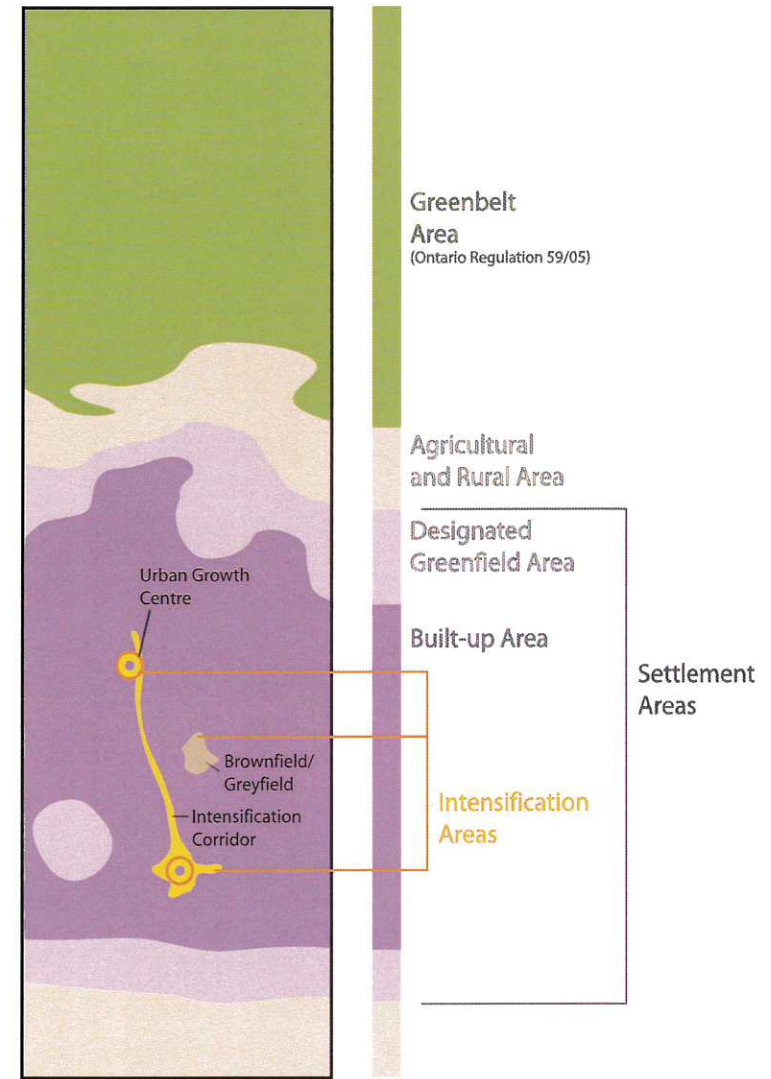 Greenbelt
Area
(Ontario Regulation 59/05)
Agricultural
and Rural Area
Designated
Greenfield Area
Urban Growth
Centre
Built-up Area
Settlement
Areas
Brownfield/
Greyfield
Intensification
Corridor
Intensification
Areas